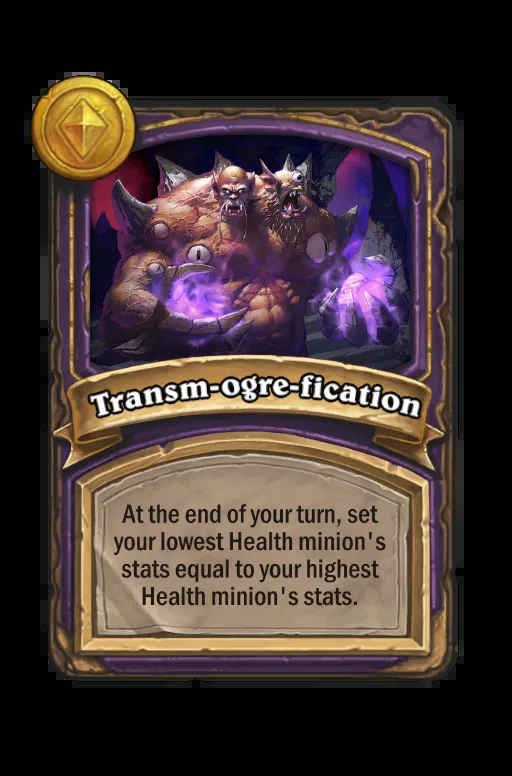 Transm-ogre-fication
At the end of your turn, set
your lowest Health minion's
stats equal to your highest
Health minion's stats.